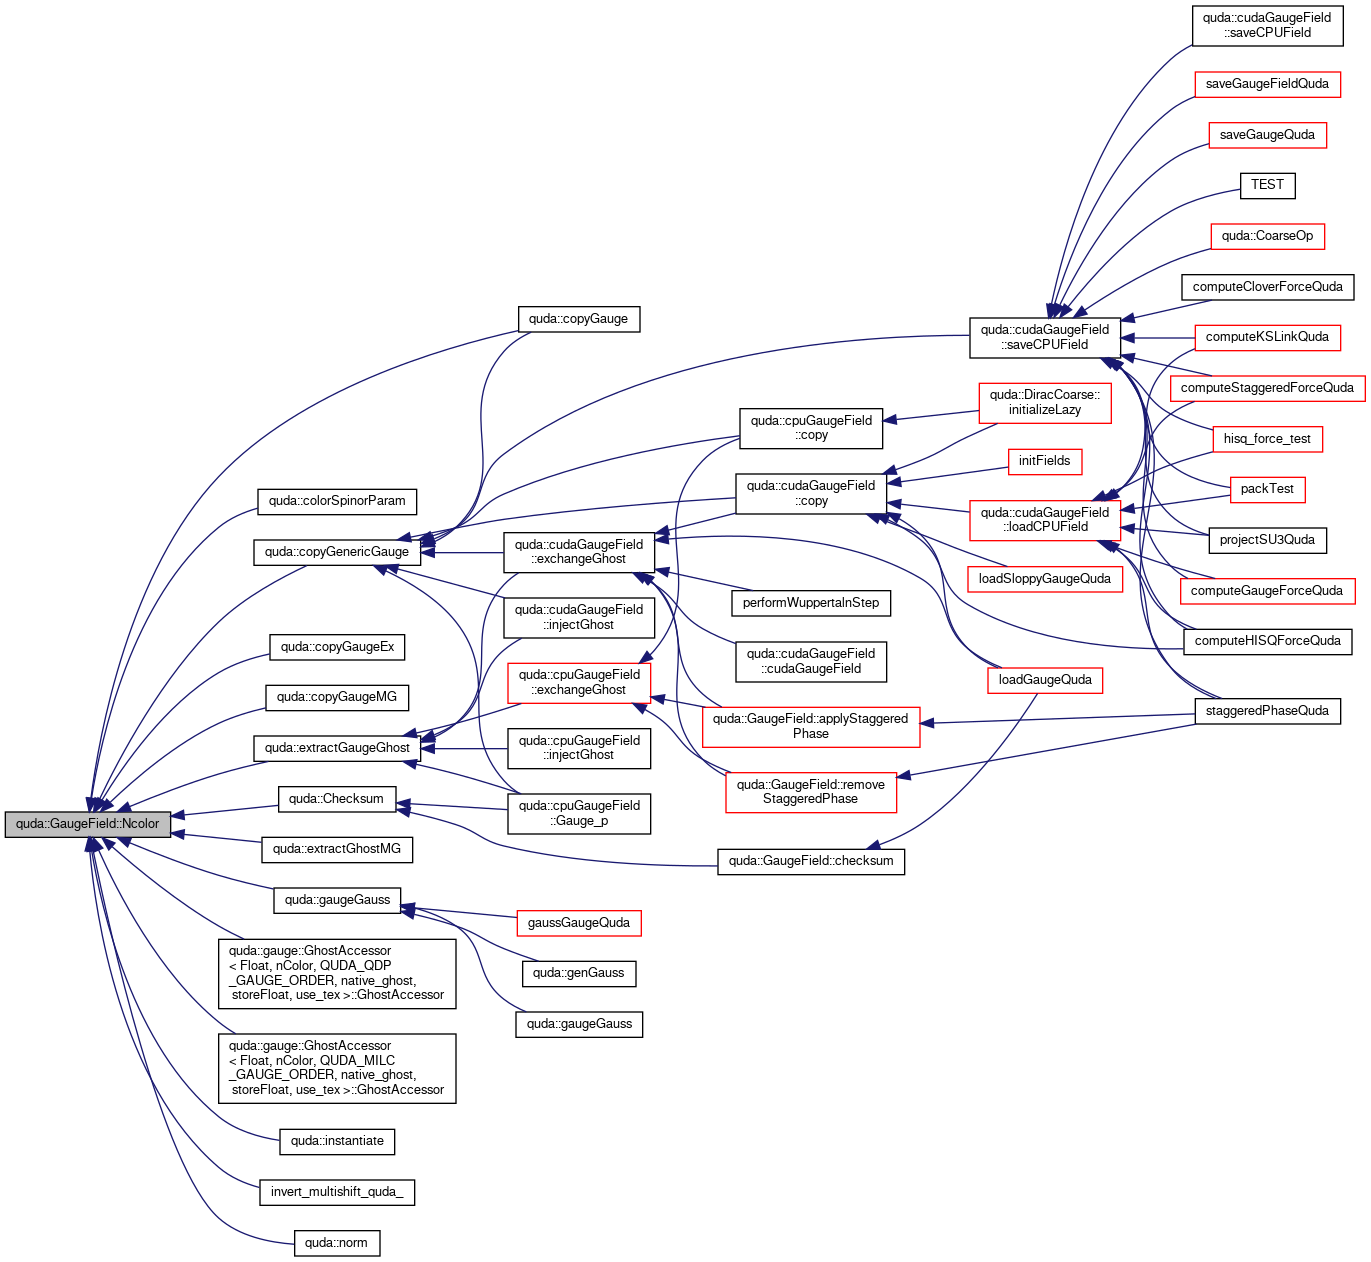 quda::cudaGaugeField
::saveCPUField
saveGaugeFieldQuda
saveGaugeQuda
TEST
quda::CoarseOp
computeCloverForceQuda
quda::copyGauge
quda::cudaGaugeField
::saveCPUField
computeKSLinkQuda
computeStaggeredForceQuda
quda::DiracCoarse::
initializeLazy
quda::cpuGaugeField
::copy
hisq_force_test
initFields
quda::colorSpinorParam
quda::cudaGaugeField
::copy
packTest
quda::cudaGaugeField
::loadCPUField
projectSU3Quda
quda::copyGenericGauge
quda::cudaGaugeField
::exchangeGhost
loadSloppyGaugeQuda
computeGaugeForceQuda
performWuppertalnStep
quda::cudaGaugeField
::injectGhost
computeHISQForceQuda
quda::copyGaugeEx
quda::cudaGaugeField
::cudaGaugeField
quda::cpuGaugeField
::exchangeGhost
loadGaugeQuda
quda::copyGaugeMG
staggeredPhaseQuda
quda::GaugeField::applyStaggered
Phase
quda::extractGaugeGhost
quda::cpuGaugeField
::injectGhost
quda::GaugeField::remove
StaggeredPhase
quda::Checksum
quda::cpuGaugeField
::Gauge_p
quda::GaugeField::Ncolor
quda::extractGhostMG
quda::GaugeField::checksum
quda::gaugeGauss
gaussGaugeQuda
quda::gauge::GhostAccessor
< Float, nColor, QUDA_QDP
_GAUGE_ORDER, native_ghost,
storeFloat, use_tex >::GhostAccessor
quda::genGauss
quda::gaugeGauss
quda::gauge::GhostAccessor
< Float, nColor, QUDA_MILC
_GAUGE_ORDER, native_ghost,
storeFloat, use_tex >::GhostAccessor
quda::instantiate
invert_multishift_quda_
quda::norm